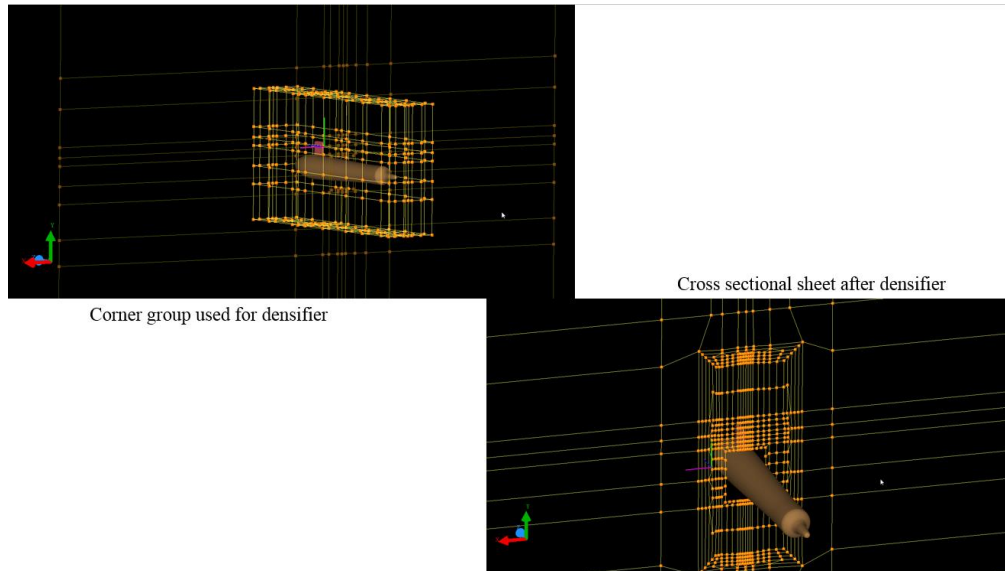 Cross sectional sheet after densifier
Corner group used for densifier
Y
Y